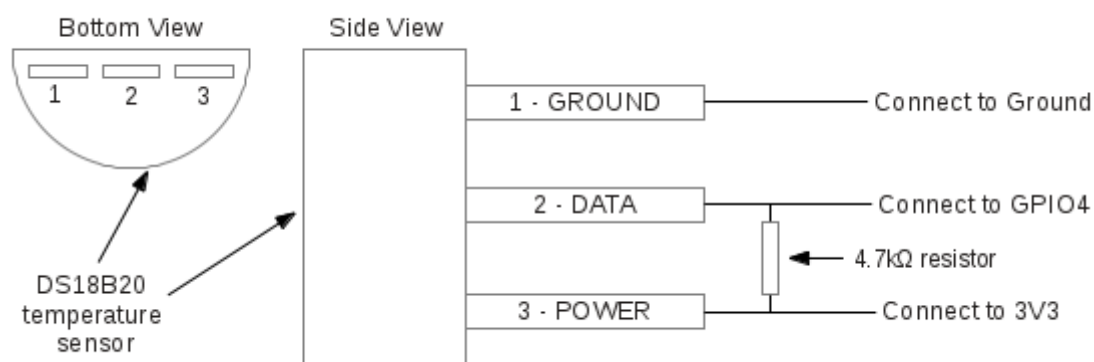 Bottom View
1 2 3
DS18B20
temperature
sensor
Side View
1 - GROUND
Connect to Ground
2 - DATA
Connect to GPIO4
4.7kΩ resistor
3 - POWER
Connect to 3V3